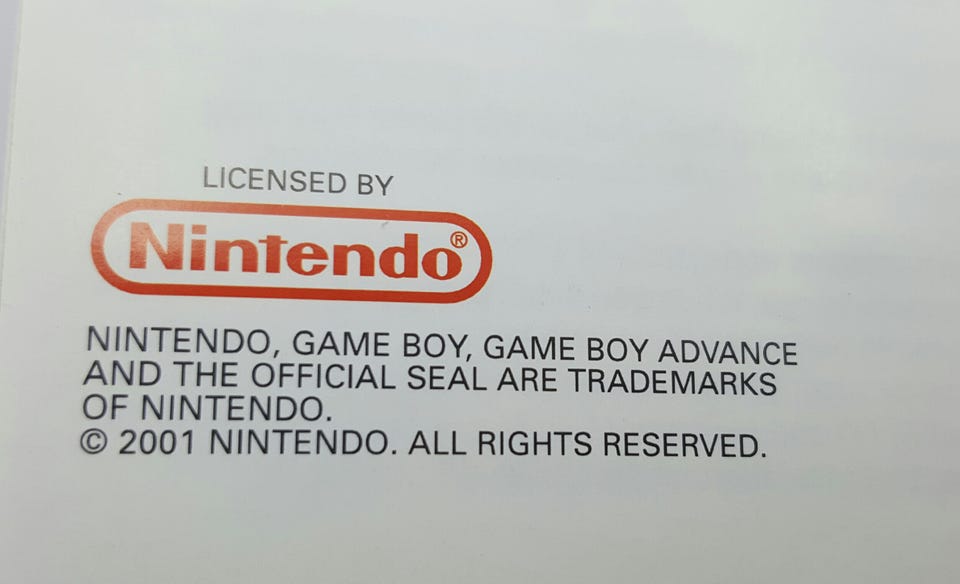 LICENSED BY
Nintendo®
NINTENDO, GAME BOY, GAME BOY ADVANCE
AND THE OFFICIAL SEAL ARE TRADEMARKS
OF NINTENDO.
© 2001 NINTENDO. ALL RIGHTS RESERVED.